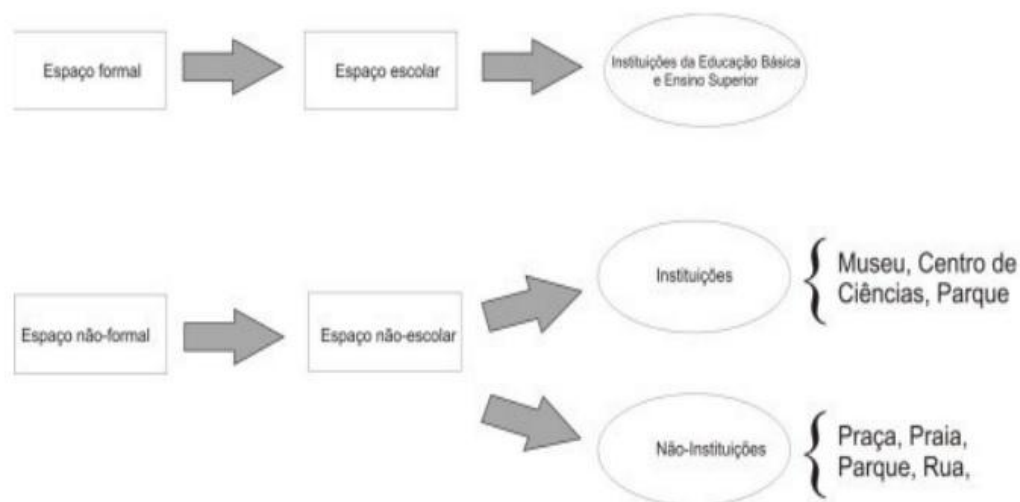 Espaço formal
Espaço escolar
Instituições da Educação Básica
e Ensino Superior
Espaço não-formal
Espaço não-escolar
Instituições
Museu, Centro de
Ciências, Parque
Não-Instituições
Praça, Praia,
Parque, Rua,